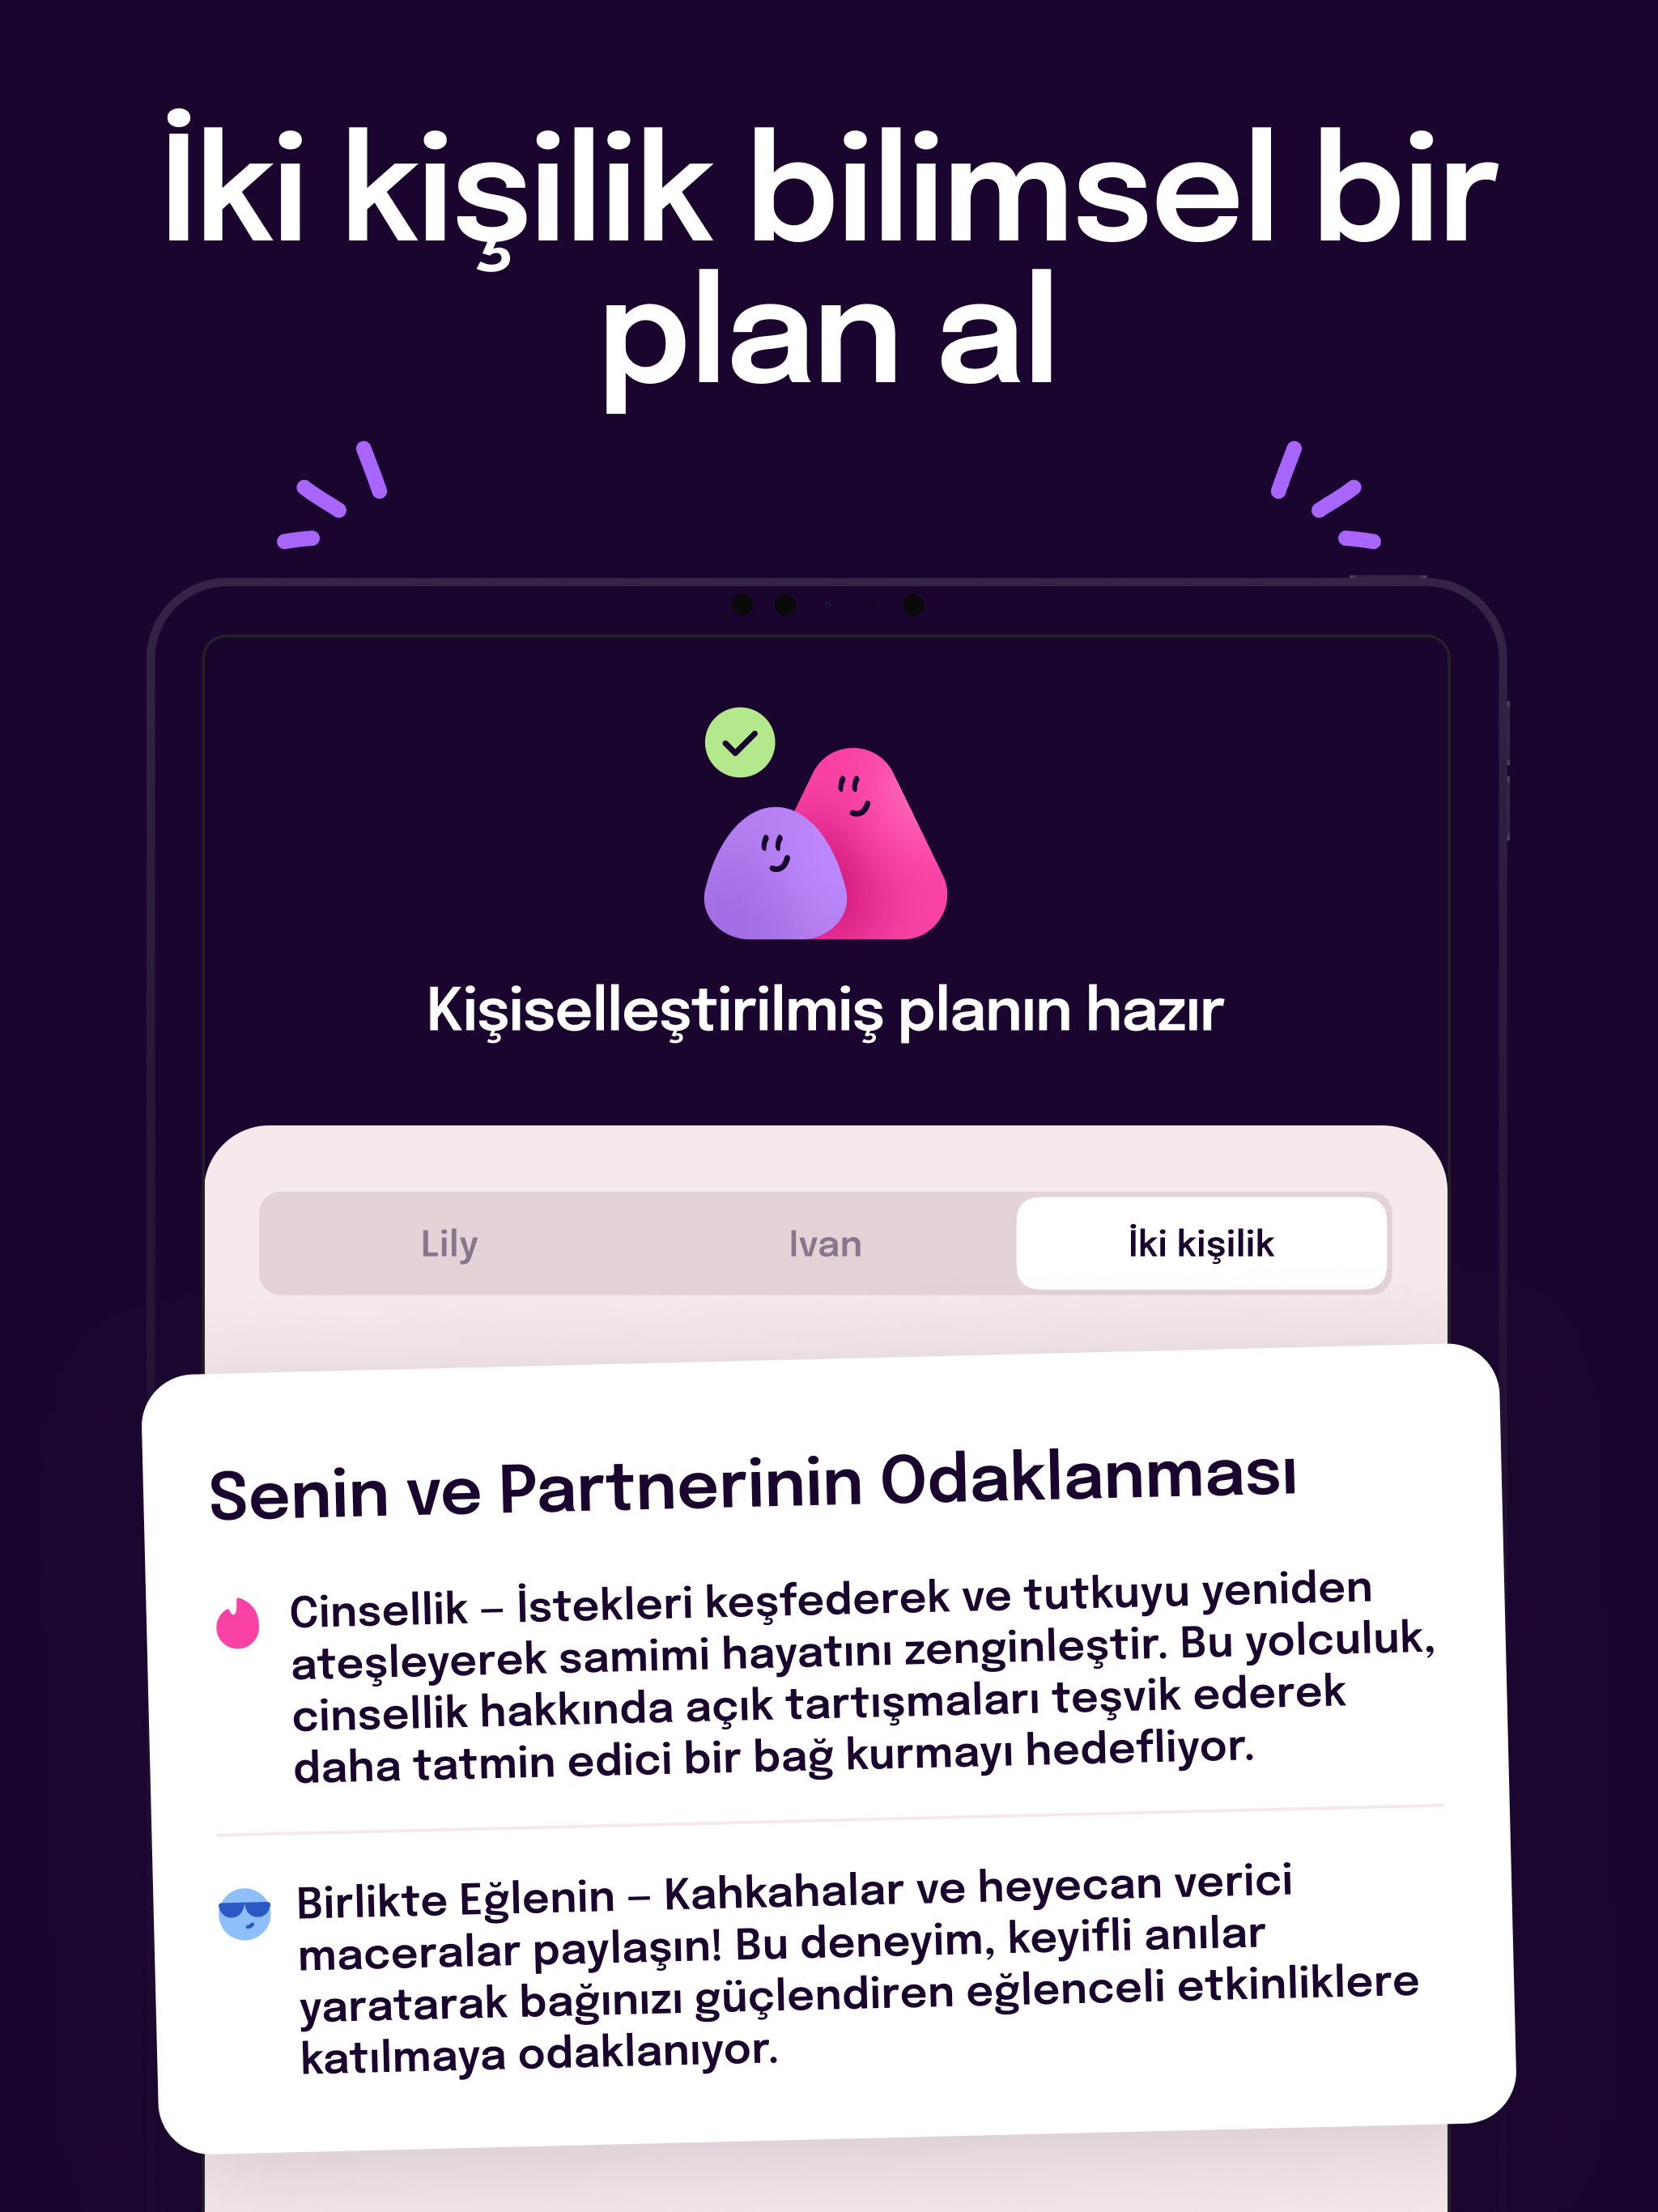 İki kişilik bilimsel bir
plan al
Kişiselleştirilmiş planın hazır
Lily
Ivan
İki kişilik
Senin ve Partnerinin Odaklanması
Cinsellik – İstekleri keşfederek ve tutkuyu yeniden
ateşleyerek samimi hayatını zenginleştir. Bu yolculuk,
cinsellik hakkında açık tartışmaları teşvik ederek
daha tatmin edici bir bağ kurmayı hedefliyor.
Birlikte Eğlenin – Kahkahalar ve heyecan verici
maceralar paylaşın! Bu deneyim, keyifli anılar
yaratarak bağınızı güçlendiren eğlenceli etkinliklere
katılmaya odaklanıyor.